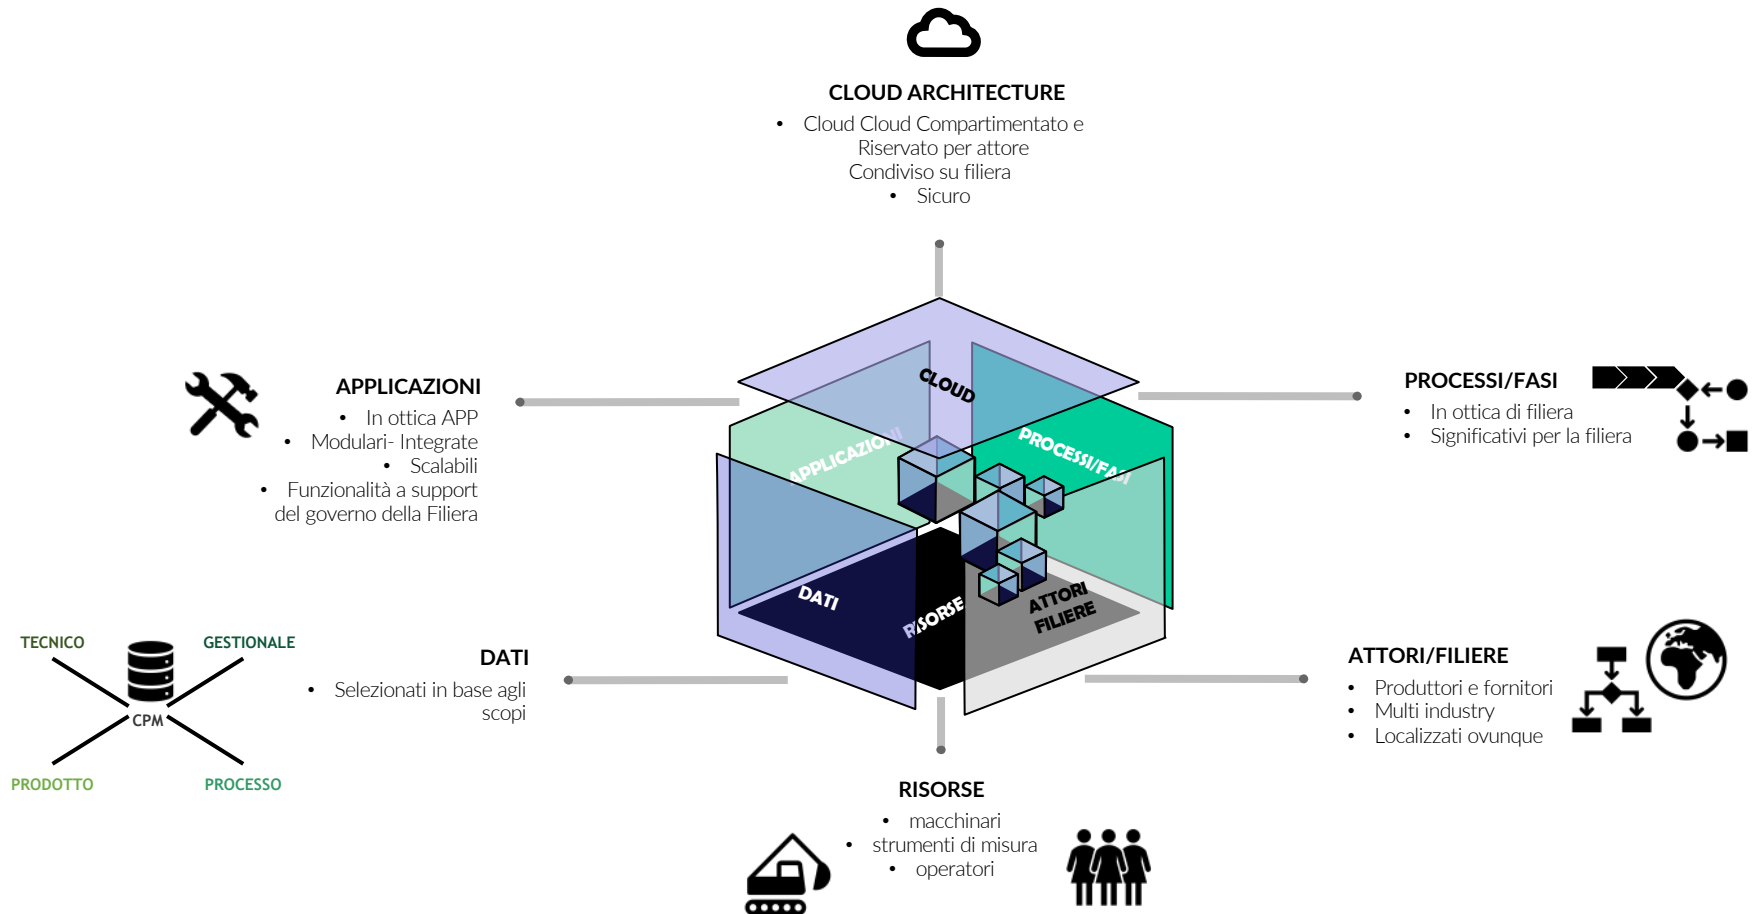 CLOUD ARCHITECTURE
• Cloud Cloud Compartimentato e
Riservato per attore
Condiviso su filiera
• Sicuro
APPLICAZIONI
• In ottica APP
• Modulari- Integrate
• Scalabili
• Funzionalità a support
del governo della Filiera
PROCESSI/FASI
• In ottica di filiera
• Significativi per la filiera
CLOUD
APPLICAZIONI
PROCESSI/FASI
DATI
RISORSE
ATTORI
FILIERE
TECNICO
GESTIONALE
CPM
PRODOTTO
PROCESSO
DATI
• Selezionati in base agli
scopi
ATTORI/FILIERE
• Produttori e fornitori
• Multi industry
• Localizzati ovunque
RISORSE
• macchinari
• strumenti di misura
• operatori